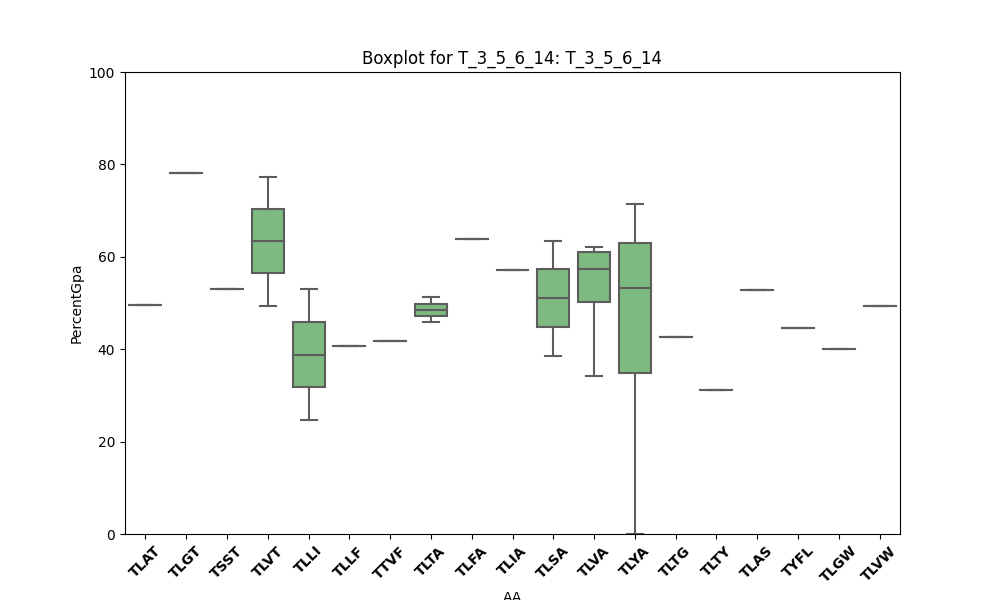 Boxplot for T_3_5_6_14: T_3_5_6_14
PercentGpa
100
80
60
40
20
0
TLAT
TLGT
TSST
TLVT
TLLI
TLLF
TTVF
TLTA
TLFA
TLIA
TLSA
TLVA
TLYA
TLTG
TLTY
TLAS
TYFL
TLGW
TLVW
AA